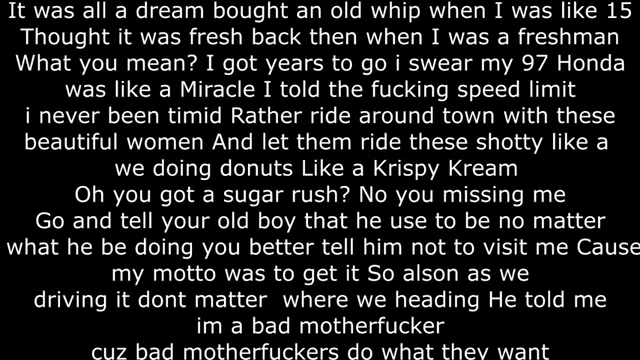 It was all a dream bought an old whip when I was like 15
Thought it was fresh back then when I was a freshman
What you mean? I got years to go i swear my 97 Honda
was like a Miracle I told the fucking speed limit
i never been timid Rather ride around town with these
beautiful women And let them ride these shotty like a
we doing donuts Like a Krispy Kream
Oh you got a sugar rush? No you missing me
Go and tell your old boy that he use to be no matter
what he be doing you better tell him not to visit me Cause
my motto was to get it So alson as we
driving it dont matter  where we heading He told me
im a bad motherfucker
cuz bad motherfuckers do what they want